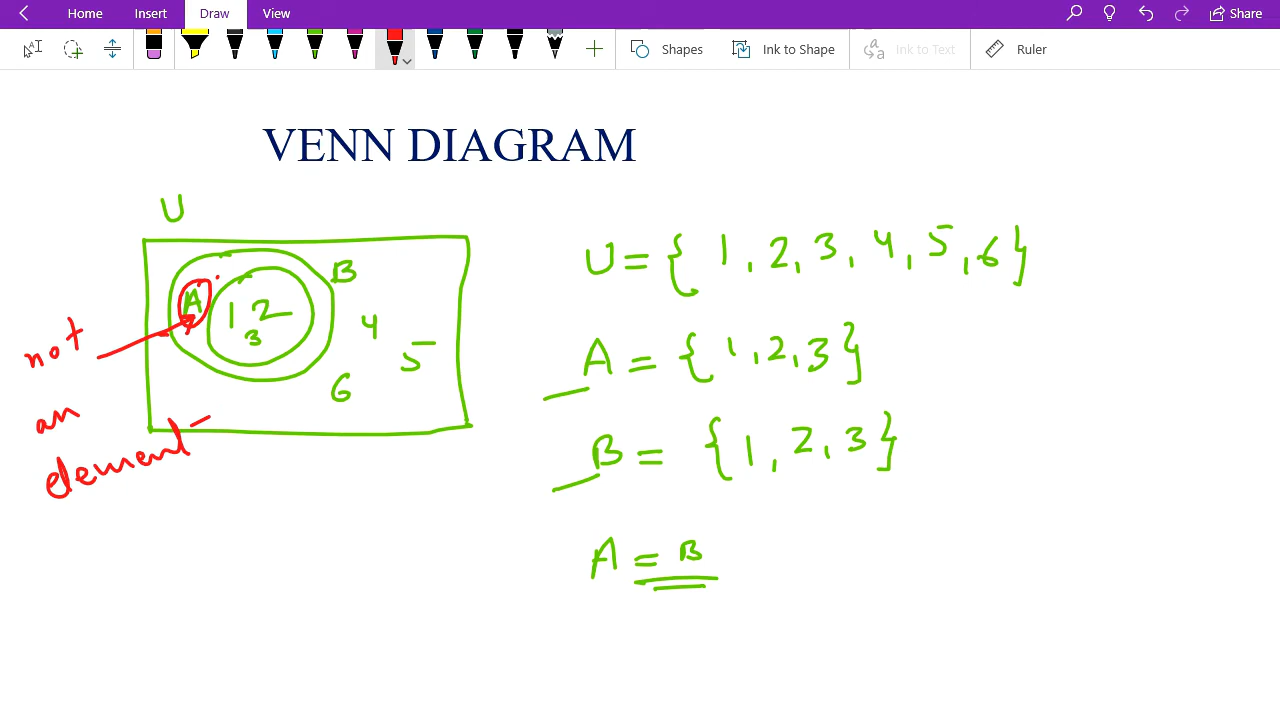 Home Insert Draw View
Share
Shapes Ink to Shape Ink to Text Ruler
VENN DIAGRAM
U
B
A 1 2
3
4
5
6
not
an
element
U = { 1, 2, 3, 4, 5, 6 }
A = { 1, 2, 3 }
B = { 1, 2, 3 }
A = B